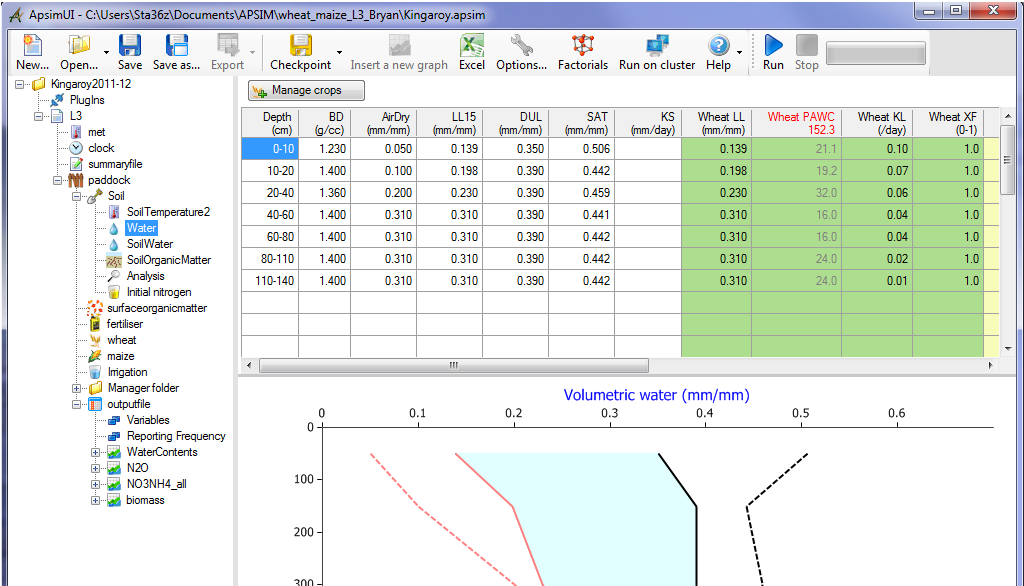 ApsimUI - C:\Users\Sta36z\Documents\APSIM\wheat_maize_L3_Bryan\Kingaroy.apsim
New... Open... Save Save as... Export Checkpoint Insert a new graph Excel Options... Factorials Run on cluster Help Run Stop
Kingaroy2011-12
PlugIns
L3
met
clock
summaryfile
paddock
Soil
SoilTemperature2
Water
SoilWater
SoilOrganicMatter
Analysis
Initial nitrogen
surfaceorganicmatter
fertiliser
wheat
maize
Irrigation
Manager folder
outputfile
Variables
Reporting Frequency
WaterContents
N2O
NO3NH4_all
biomass
Manage crops
Depth BD AirDry LL15 DUL SAT KS Wheat LL Wheat PAWC Wheat KL Wheat XF
(cm) (g/cc) (mm/mm) (mm/mm) (mm/mm) (mm/mm) (mm/day) (mm/mm) 152.3 (/day) (0-1)
0-10 1.230 0.050 0.139 0.350 0.506 0.139 21.1 0.10 1.0
10-20 1.400 0.100 0.198 0.390 0.442 0.198 19.2 0.07 1.0
20-40 1.360 0.200 0.230 0.390 0.459 0.230 32.0 0.06 1.0
40-60 1.400 0.310 0.310 0.390 0.441 0.310 16.0 0.04 1.0
60-80 1.400 0.310 0.310 0.390 0.442 0.310 16.0 0.04 1.0
80-110 1.400 0.310 0.310 0.390 0.442 0.310 24.0 0.02 1.0
110-140 1.400 0.310 0.310 0.390 0.442 0.310 24.0 0.01 1.0
Volumetric water (mm/mm)
0 0.1 0.2 0.3 0.4 0.5 0.6
0
100
200
300